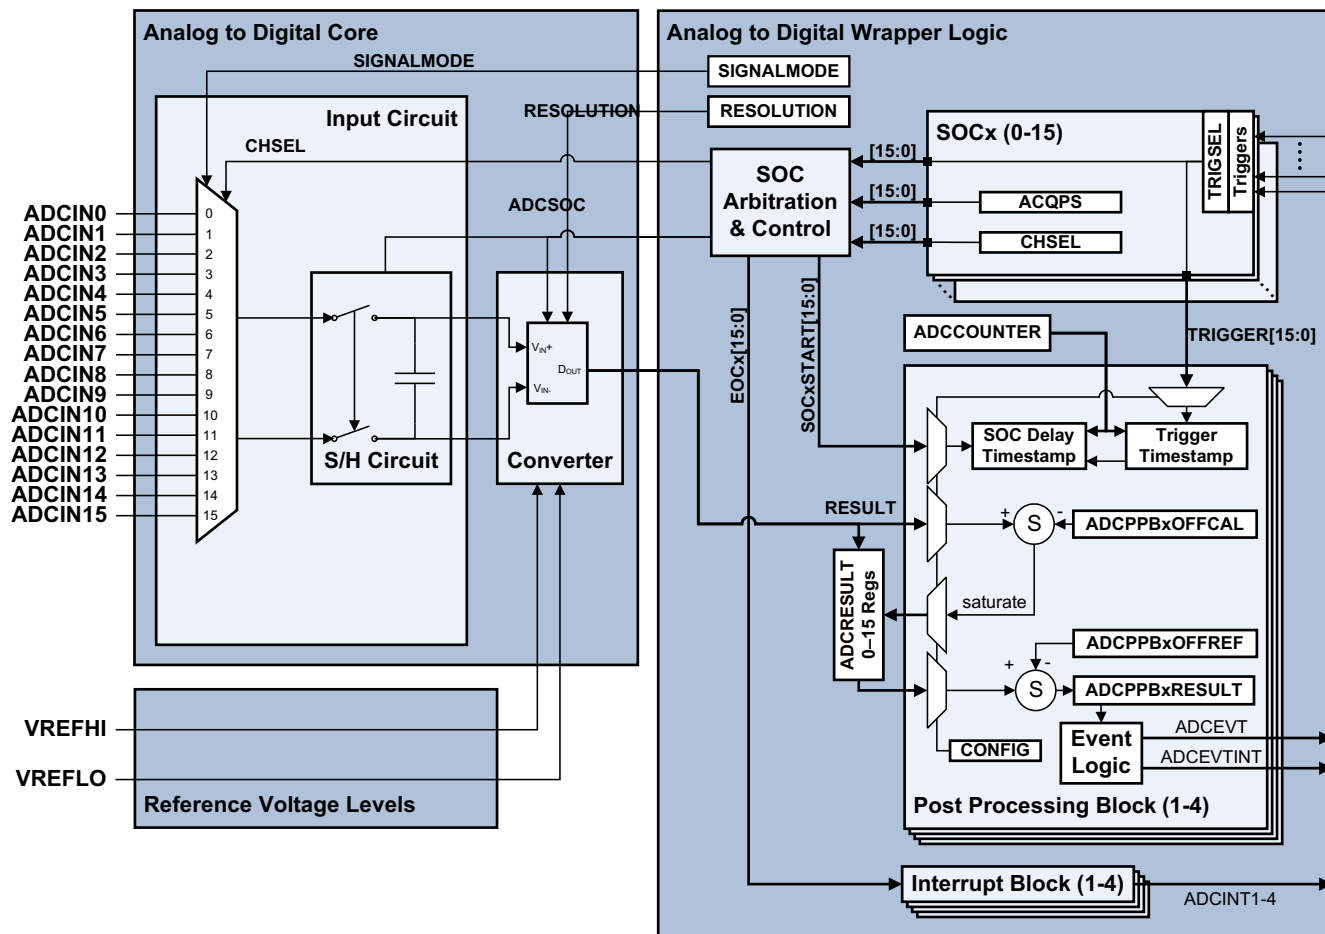 Analog to Digital Core
Analog to Digital Wrapper Logic
SIGNALMODE
SIGNALMODE
RESOLUTION
RESOLUTION
Input Circuit
CHSEL
ADCSOC
SOC
Arbitration
& Control
[15:0]
[15:0]
[15:0]
SOCx (0-15)
TRIGSEL
Triggers
ACQPS
CHSEL
ADCIN0
ADCIN1
ADCIN2
ADCIN3
ADCIN4
ADCIN5
ADCIN6
ADCIN7
ADCIN8
ADCIN9
ADCIN10
ADCIN11
ADCIN12
ADCIN13
ADCIN14
ADCIN15
0
1
2
3
4
5
6
7
8
9
10
11
12
13
14
15
S/H Circuit
VIN+
DOUT
VIN-
Converter
EOCx[15:0]
SOCxSTART[15:0]
ADCCOUNTER
TRIGGER[15:0]
SOC Delay
Timestamp
Trigger
Timestamp
RESULT
+
S
-
ADCPPBxOFFCAL
ADCRESULT
0–15 Regs
saturate
ADCPPBxOFFREF
+
-
S
ADCPPBxRESULT
CONFIG
Event
Logic
ADCEVT
ADCEVTINT
Post Processing Block (1-4)
Interrupt Block (1-4)
ADCINT1-4
VREFHI
VREFLO
Reference Voltage Levels